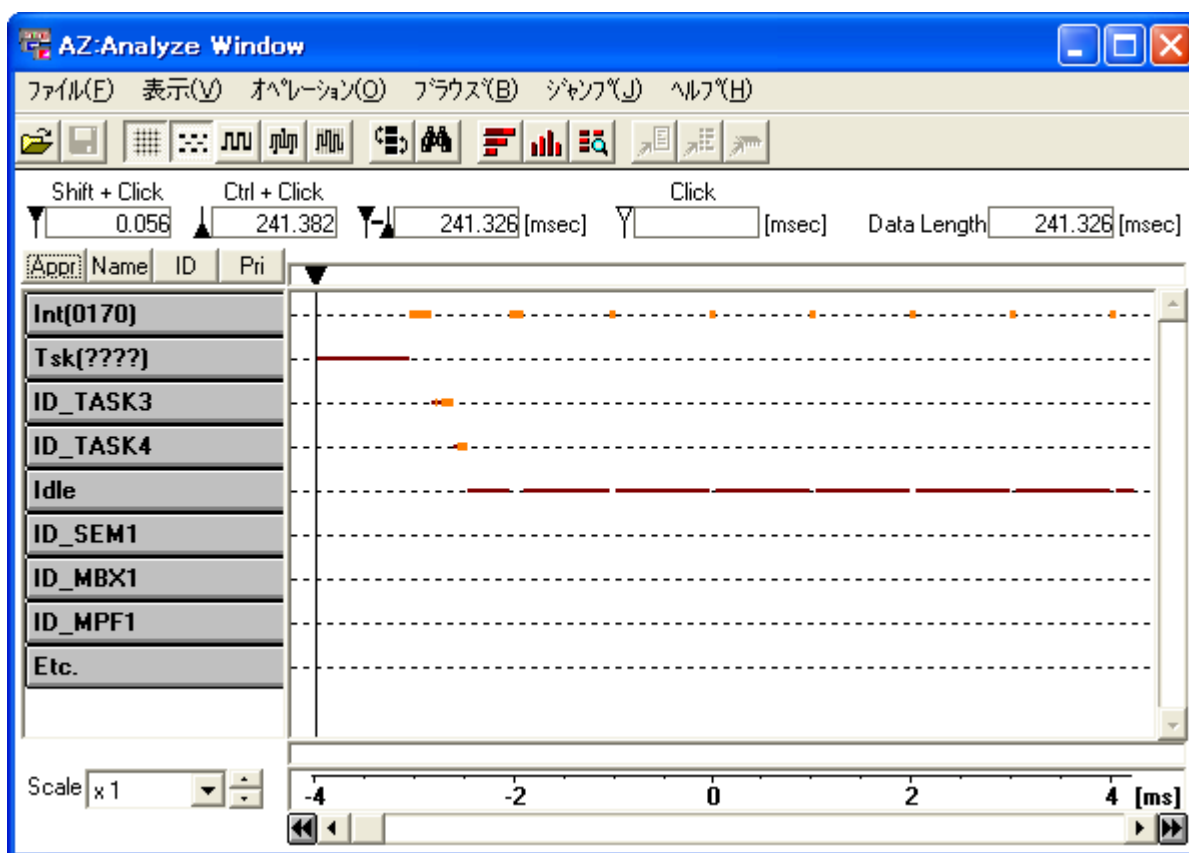 AZ:Analyze Window
ファイル(F) 表示(V) オペレーション(O) ブラウズ(B) ジャンプ(J) ヘルプ(H)
Shift + Click Ctrl + Click Click
0.056 241.382 241.326 [msec] [msec] Data Length 241.326 [msec]
Appr Name ID Pri
Int(0170)
Tsk(????)
ID_TASK3
ID_TASK4
Idle
ID_SEM1
ID_MBX1
ID_MPF1
Etc.
Scale x 1
-4 -2 0 2 4 [ms]